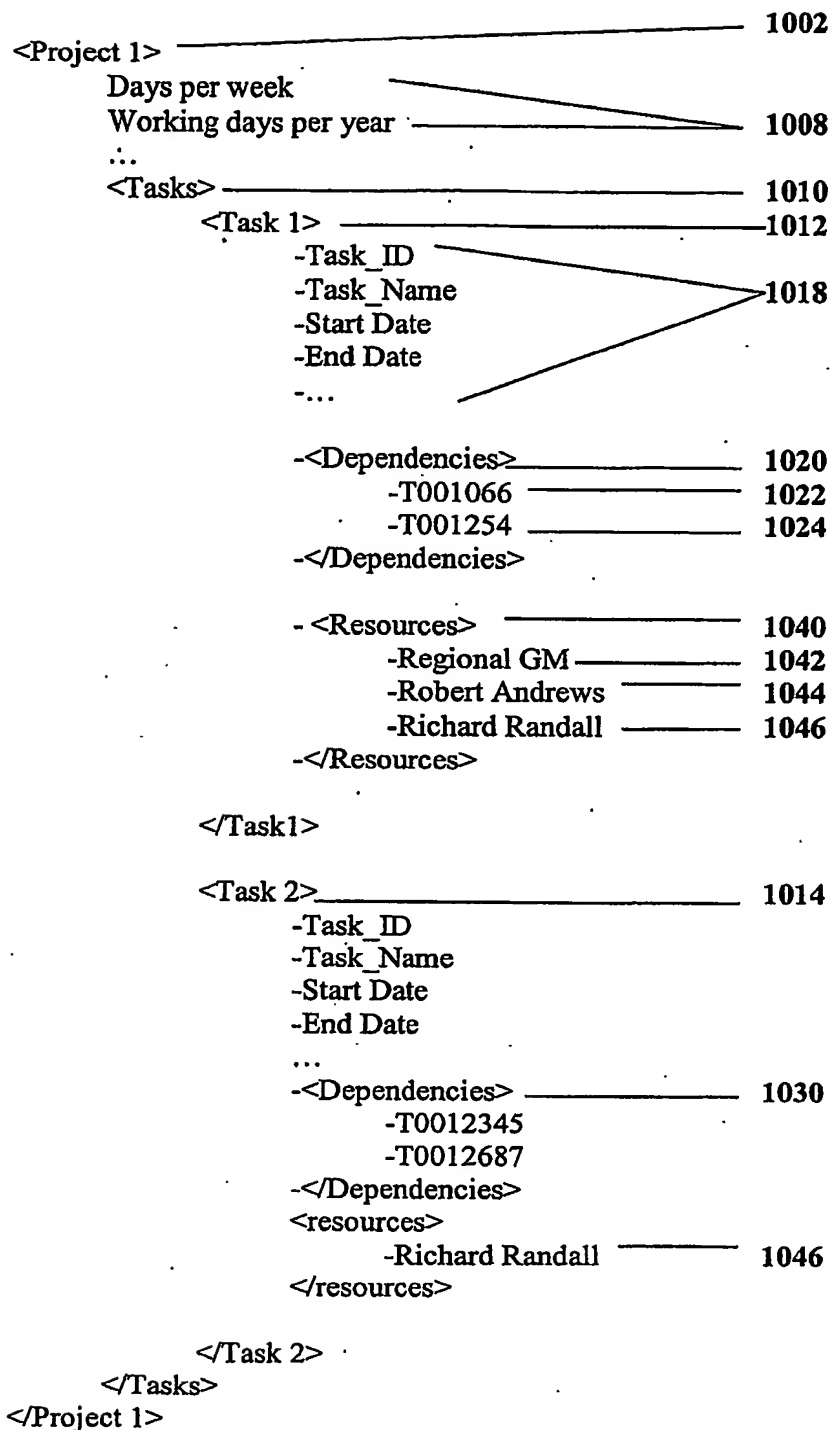 1002
<Project 1>
Days per week
Working days per year 1008
...
<Tasks> 1010
<Task 1> 1012
-Task_ID
-Task_Name 1018
-Start Date
-End Date
-...
-<Dependencies> 1020
-T001066 1022
-T001254 1024
-</Dependencies>
- <Resources> 1040
-Regional GM 1042
-Robert Andrews 1044
-Richard Randall 1046
-</Resources>
</Task1>
<Task 2> 1014
-Task_ID
-Task_Name
-Start Date
-End Date
...
-<Dependencies> 1030
-T0012345
-T0012687
-</Dependencies>
<resources>
-Richard Randall 1046
</resources>
</Task 2>
</Tasks>
</Project 1>